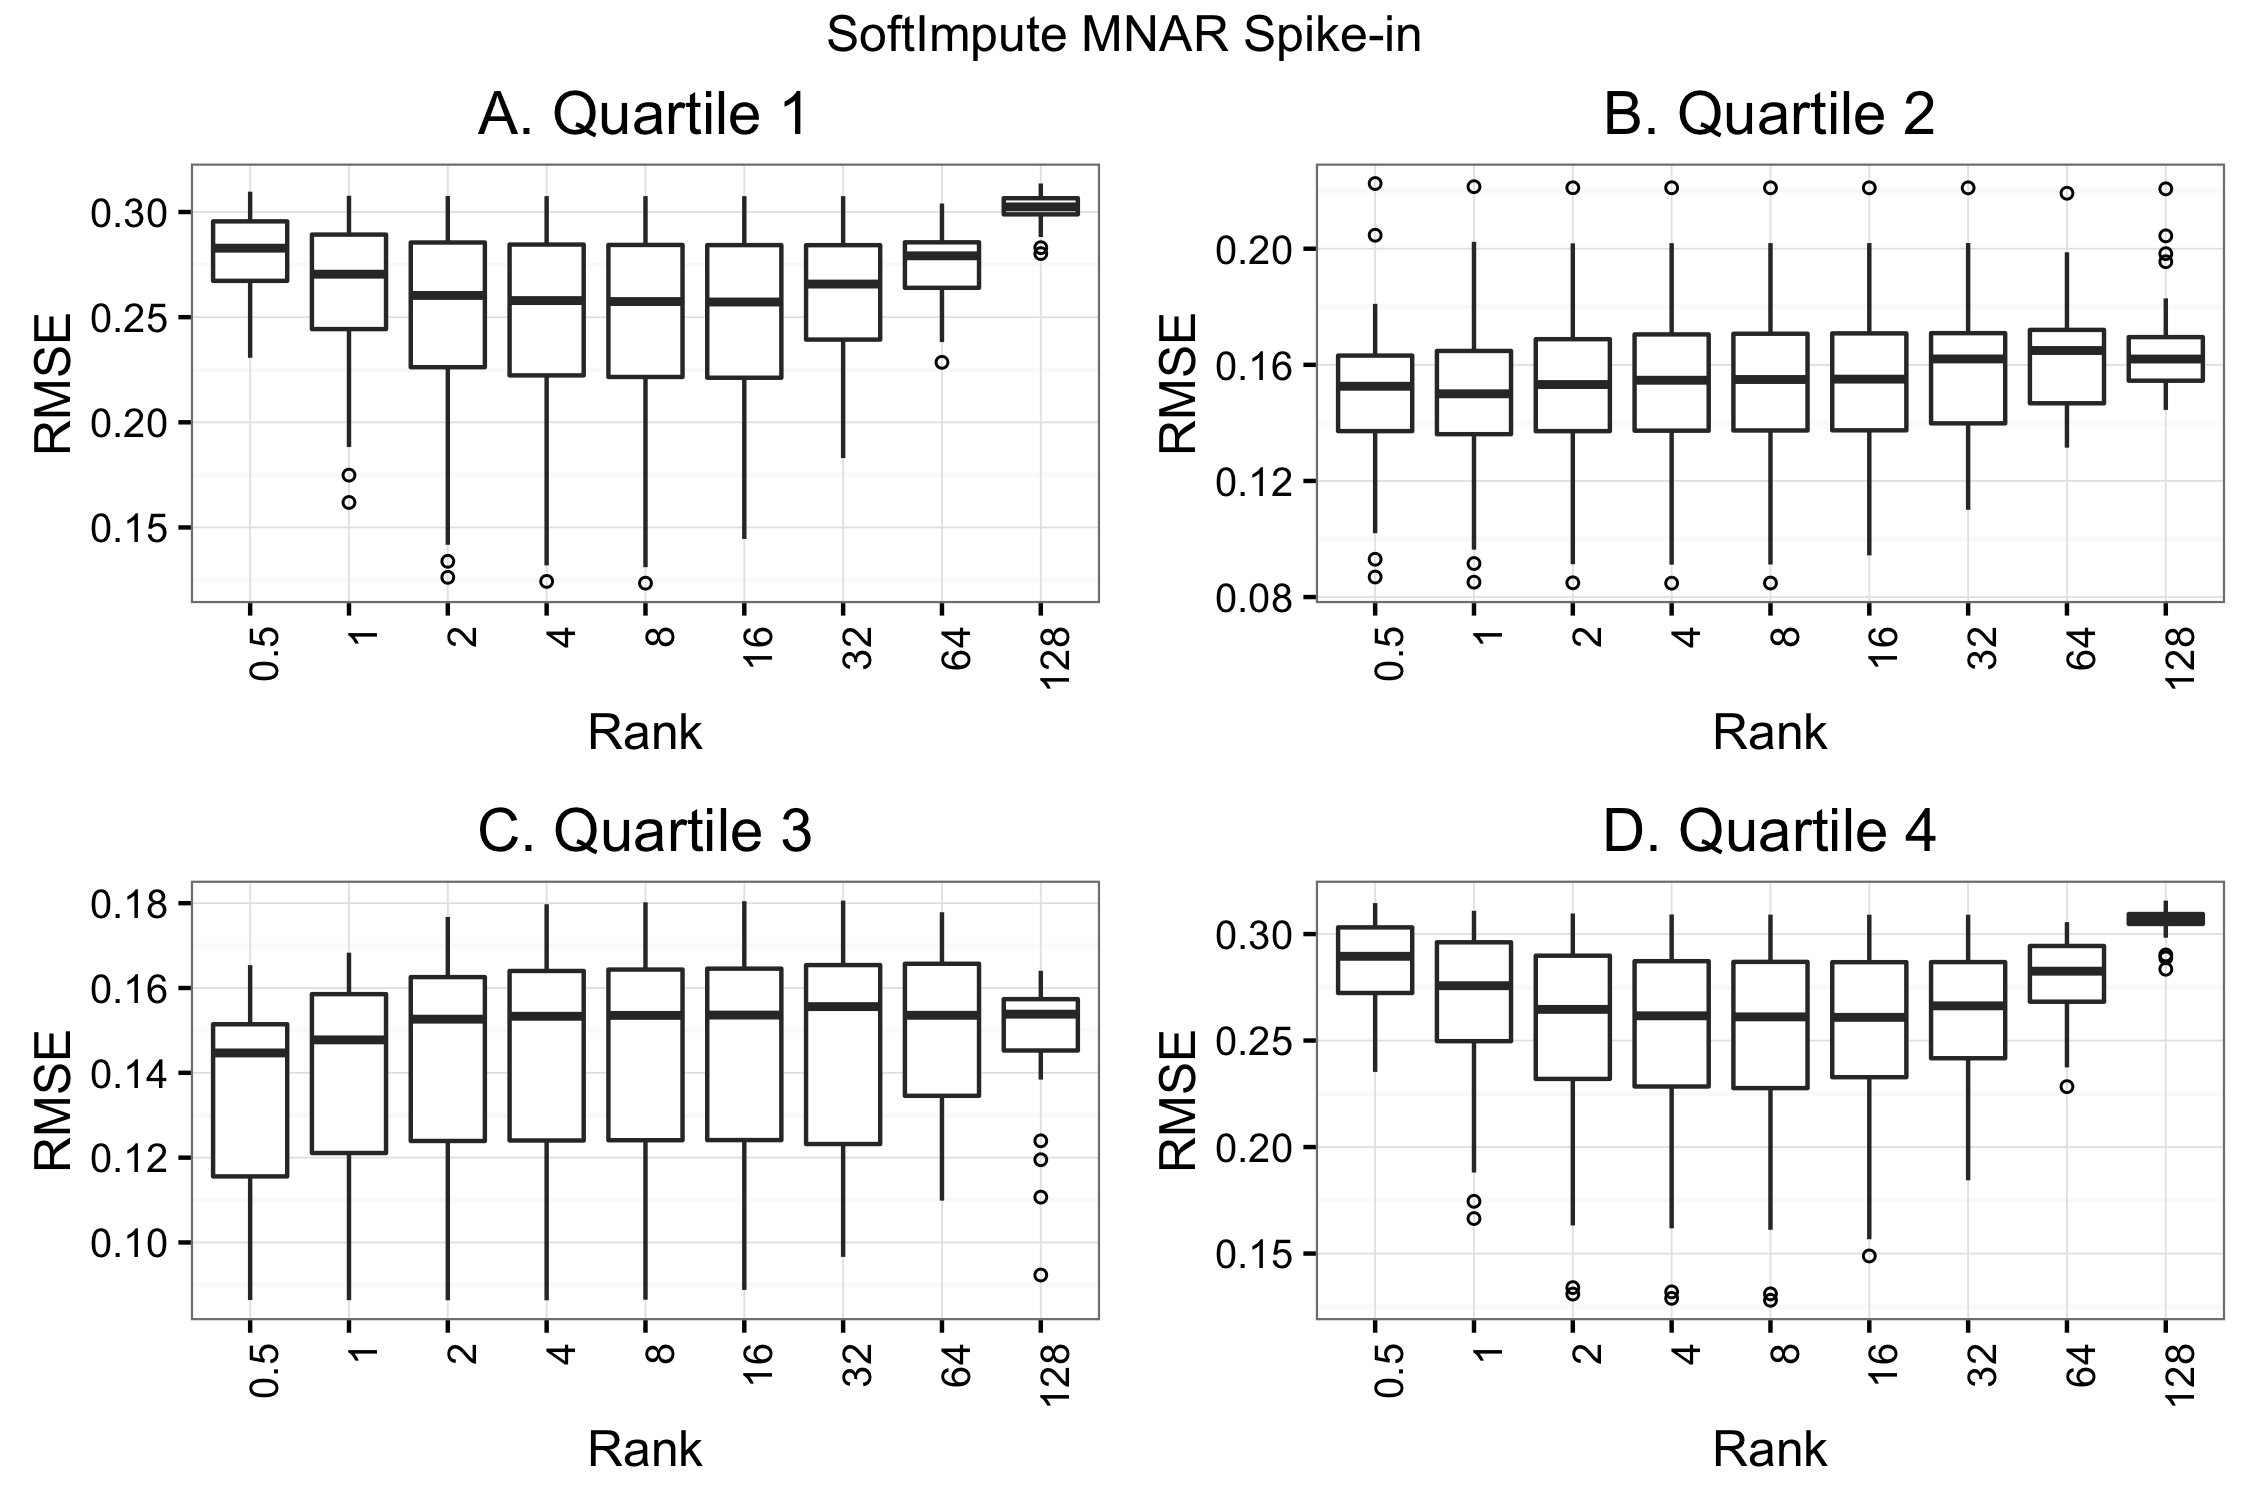 SoftImpute MNAR Spike-in
A. Quartile 1
RMSE
0.30
0.25
0.20
0.15
0.5 1 2 4 8 16 32 64 128
Rank
B. Quartile 2
RMSE
0.20
0.16
0.12
0.08
0.5 1 2 4 8 16 32 64 128
Rank
C. Quartile 3
RMSE
0.18
0.16
0.14
0.12
0.10
0.5 1 2 4 8 16 32 64 128
Rank
D. Quartile 4
RMSE
0.30
0.25
0.20
0.15
0.5 1 2 4 8 16 32 64 128
Rank